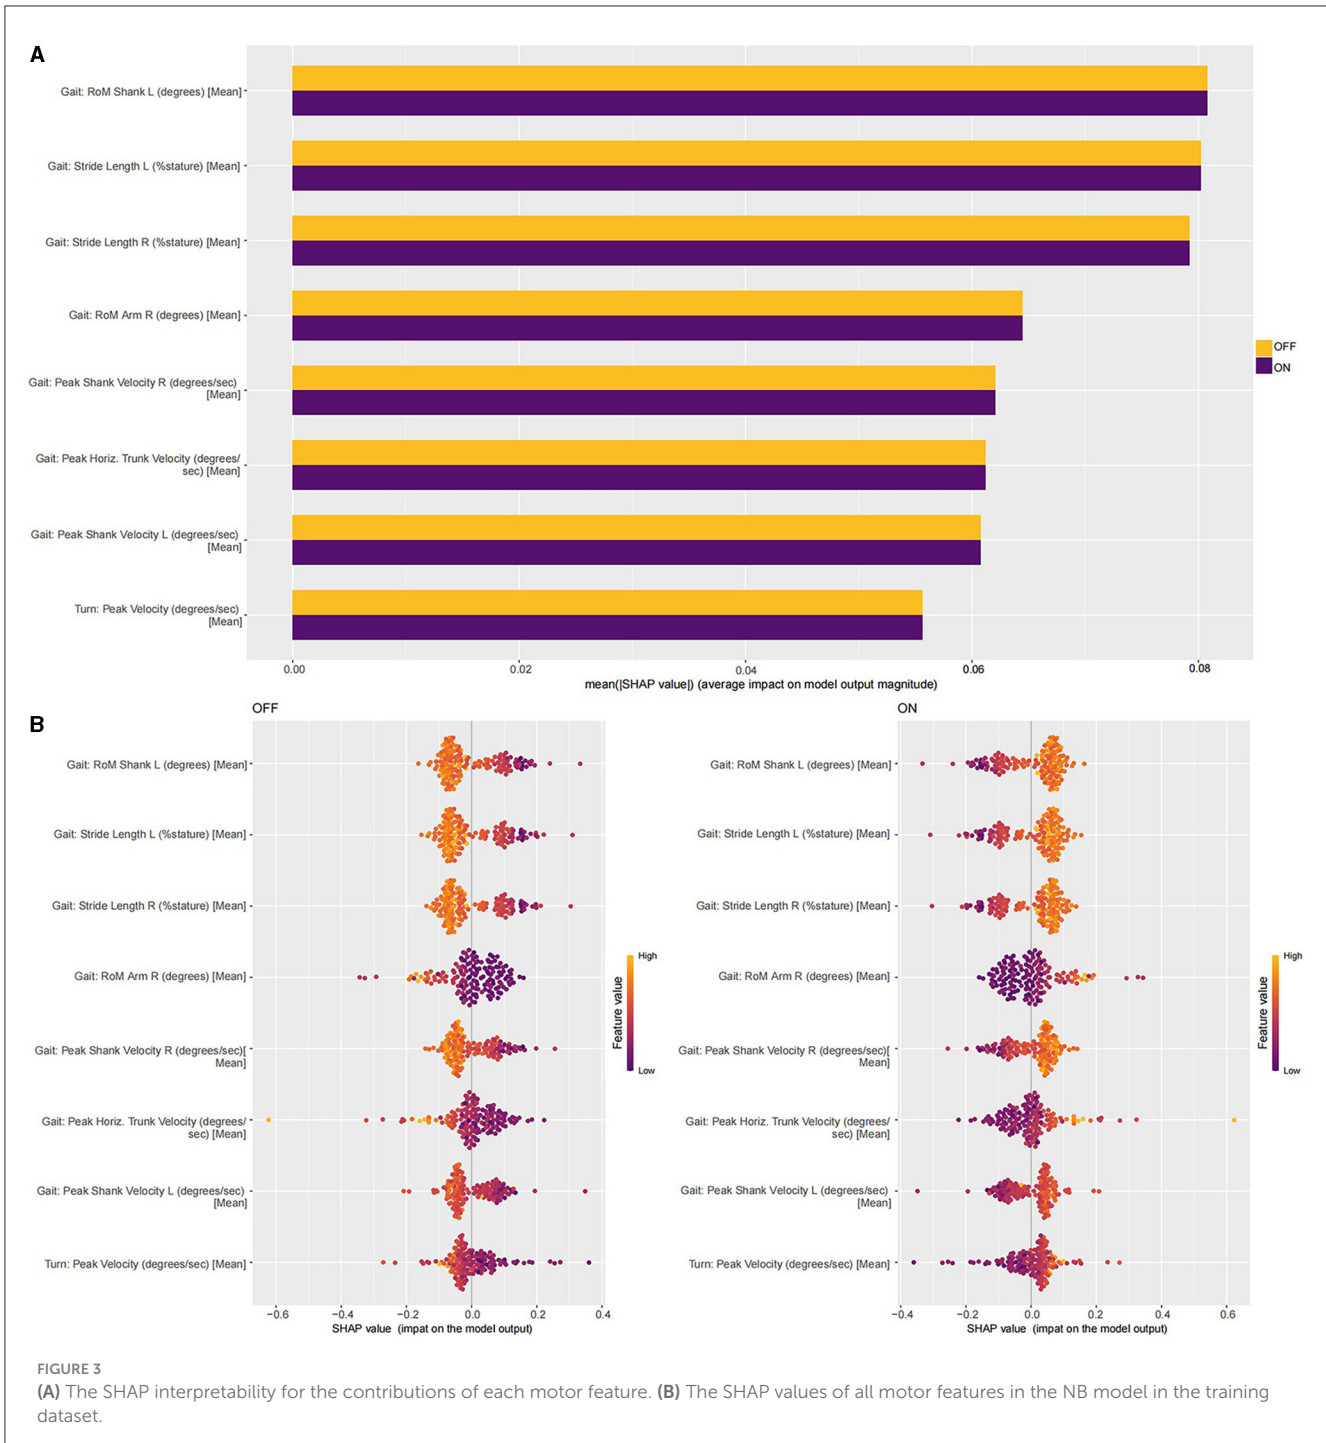 A
Gait: RoM Shank L (degrees) [Mean]
Gait: Stride Length L (%stature) [Mean]
Gait: Stride Length R (%stature) [Mean]
Gait: RoM Arm R (degrees) [Mean]
Gait: Peak Shank Velocity R (degrees/sec)
[Mean]
Gait: Peak Horiz. Trunk Velocity (degrees/
sec) [Mean]
Gait: Peak Shank Velocity L (degrees/sec)
[Mean]
Turn: Peak Velocity (degrees/sec)
[Mean]
OFF
ON
0.00 0.02 0.04 0.06 0.08
mean(|SHAP value|) (average impact on model output magnitude)
B
OFF
Gait: RoM Shank L (degrees) [Mean]
Gait: Stride Length L (%stature) [Mean]
Gait: Stride Length R (%stature) [Mean]
Gait: RoM Arm R (degrees) [Mean]
Gait: Peak Shank Velocity R (degrees/sec)[
Mean]
Gait: Peak Horiz. Trunk Velocity (degrees/
sec) [Mean]
Gait: Peak Shank Velocity L (degrees/sec)
[Mean]
Turn: Peak Velocity (degrees/sec) [Mean]
High
Feature value
Low
−0.6 −0.4 −0.2 0.0 0.2 0.4
SHAP value (impat on the model output)
ON
Gait: RoM Shank L (degrees) [Mean]
Gait: Stride Length L (%stature) [Mean]
Gait: Stride Length R (%stature) [Mean]
Gait: RoM Arm R (degrees) [Mean]
Gait: Peak Shank Velocity R (degrees/sec)[
Mean]
Gait: Peak Horiz. Trunk Velocity (degrees/
sec) [Mean]
Gait: Peak Shank Velocity L (degrees/sec)
[Mean]
Turn: Peak Velocity (degrees/sec) [Mean]
High
Feature value
Low
−0.4 −0.2 0.0 0.2 0.4 0.6
SHAP value (impat on the model output)
FIGURE 3
(A) The SHAP interpretability for the contributions of each motor feature. (B) The SHAP values of all motor features in the NB model in the training
dataset.